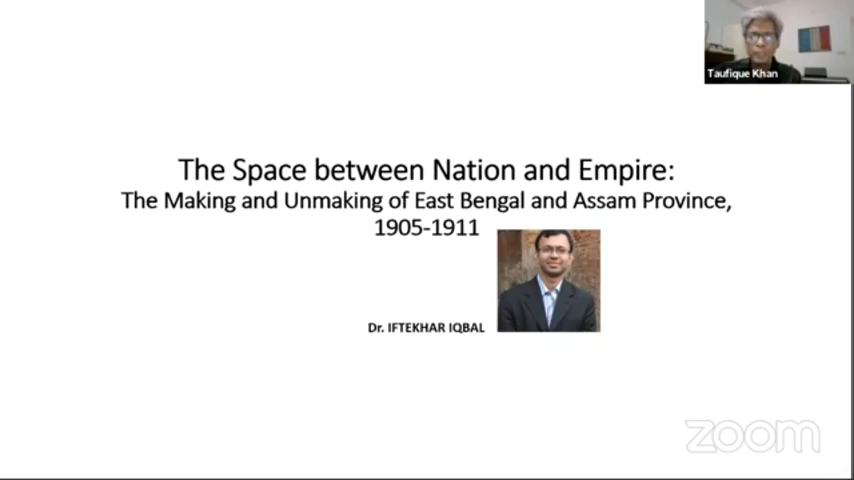 Taufique Khan
The Space between Nation and Empire:
The Making and Unmaking of East Bengal and Assam Province,
1905-1911
Dr. IFTEKHAR IQBAL
zoom